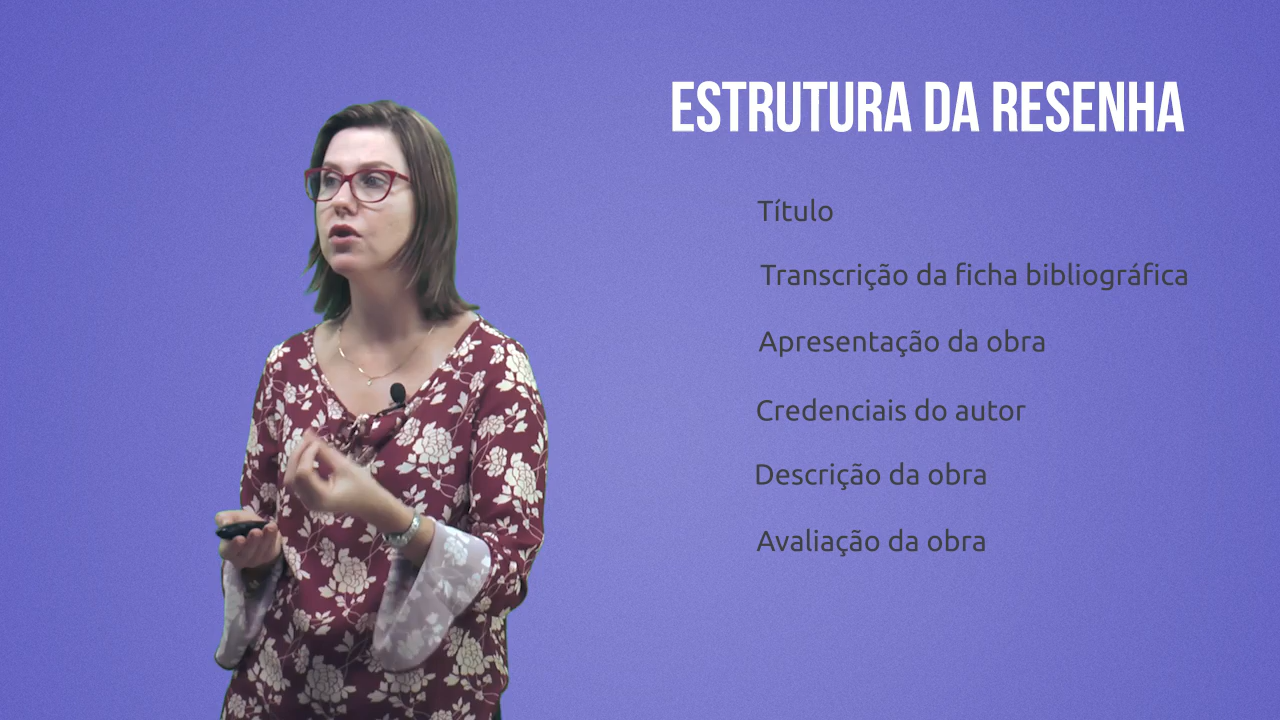 ESTRUTURA DA RESENHA
Título
Transcrição da ficha bibliográfica
Apresentação da obra
Credenciais do autor
Descrição da obra
Avaliação da obra